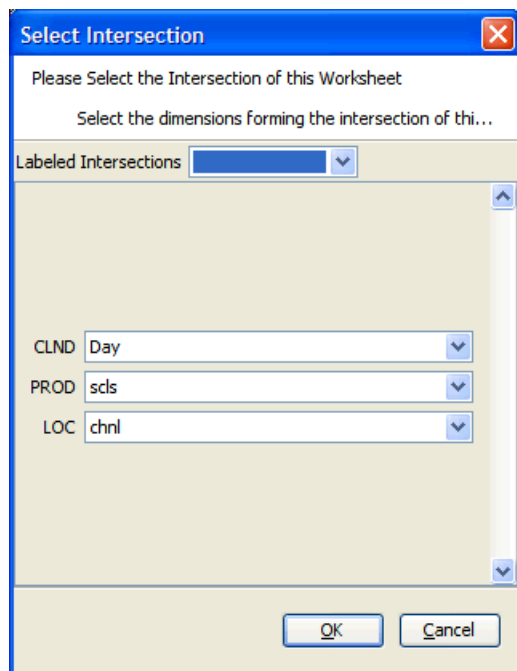 Select Intersection
Please Select the Intersection of this Worksheet
Select the dimensions forming the intersection of thi...
Labeled Intersections
CLND Day
PROD scls
LOC chnl
OK Cancel